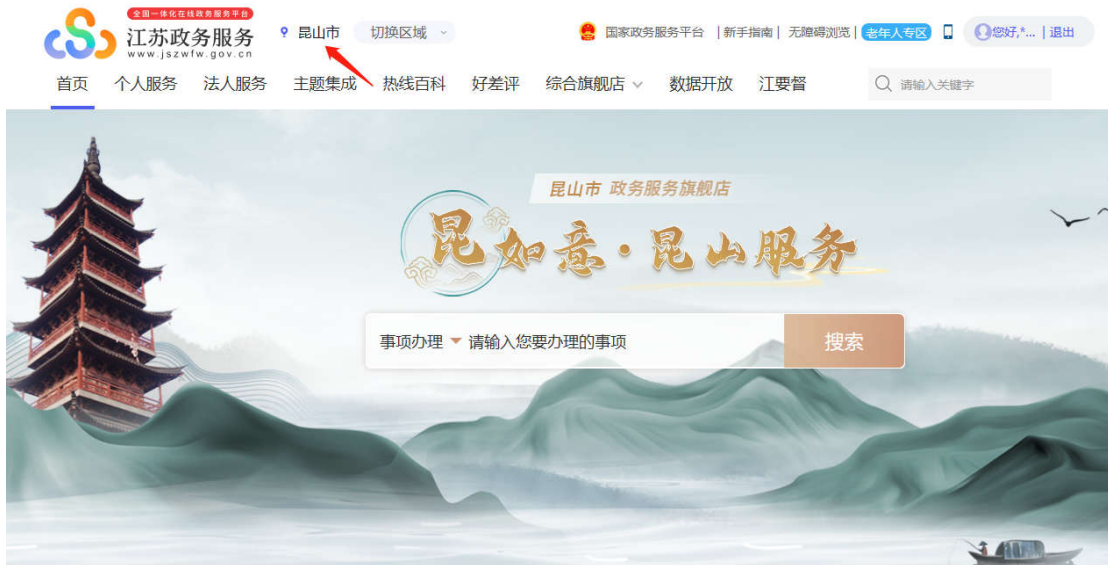 全国一体化在线政务服务平台
江苏政务服务
www.jszwfw.gov.cn
昆山市 切换区域
国家政务服务平台 | 新手指南 | 无障碍浏览 | 老年人专区 您好,*... | 退出
首页 个人服务 法人服务 主题集成 热线百科 好差评 综合旗舰店 数据开放 江要督 请输入关键字
昆山市 政务服务旗舰店
昆如意·昆山服务
事项办理 请输入您要办理的事项 搜索